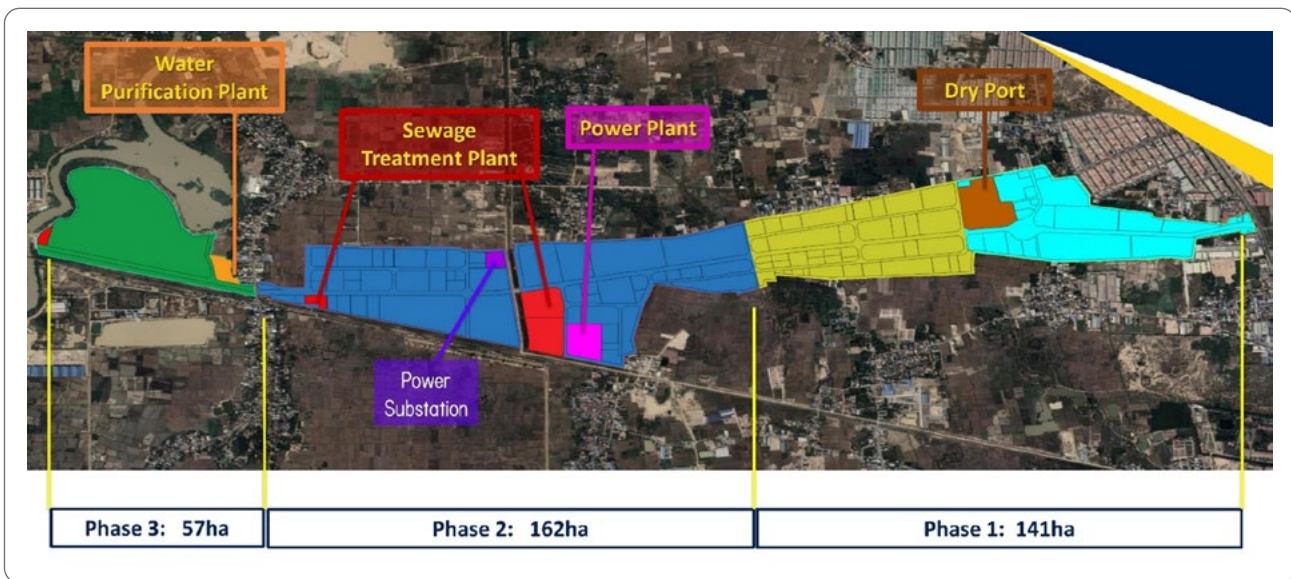 Water
Purification Plant
Sewage
Treatment Plant
Power Plant
Dry Port
Power
Substation
Phase 3: 57ha
Phase 2: 162ha
Phase 1: 141ha